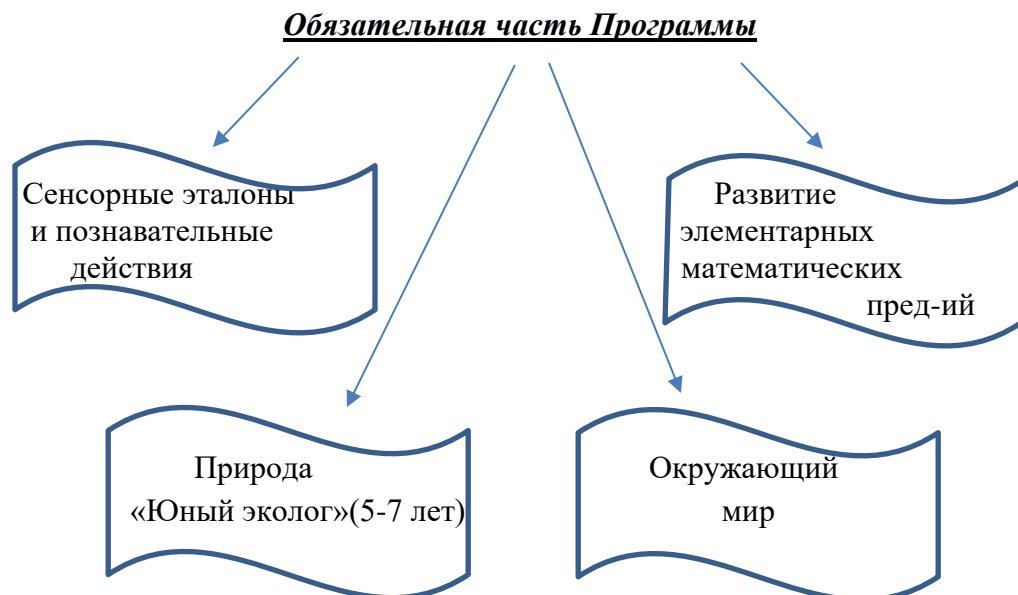 Обязательная часть Программы
Сенсорные эталоны
и познавательные
действия
Развитие
элементарных
математических
пред-ий
Природа
«Юный эколог»(5-7 лет)
Окружающий
мир